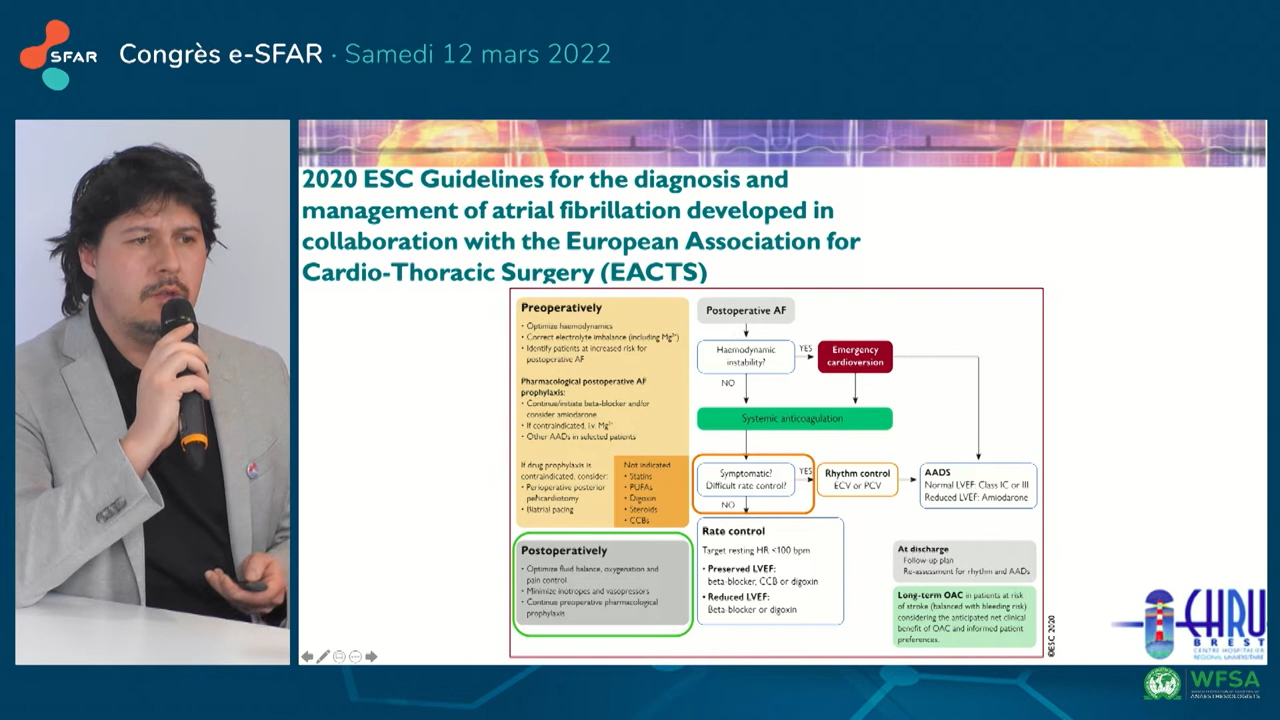 SFAR
Congrès e-SFAR · Samedi 12 mars 2022
2020 ESC Guidelines for the diagnosis and
management of atrial fibrillation developed in
collaboration with the European Association for
Cardio-Thoracic Surgery (EACTS)
Preoperatively
• Optimize haemodynamics
• Correct electrolyte imbalance (including Mg²⁺)
• Identify patients at increased risk for
postoperative AF
Pharmacological postoperative AF
prophylaxis:
• Continue/initiate beta-blocker and/or
consider amiodarone
• If contraindicated, i.v. Mg²⁺
• Other AADs in selected patients
If drug prophylaxis is
contraindicated, consider:
• Perioperative posterior
pericardiotomy
• Biatrial pacing
Not indicated
• Statins
• PUFAs
• Digoxin
• Steroids
• CCBs
Postoperatively
• Optimize fluid balance, oxygenation and
pain control
• Minimize inotropes and vasopressors
• Continue preoperative pharmacological
prophylaxis
Postoperative AF
Haemodynamic
instability?
YES
Emergency
cardioversion
NO
Systemic anticoagulation
Symptomatic?
Difficult rate control?
YES
Rhythm control
ECV or PCV
AADS
Normal LVEF: Class IC or III
Reduced LVEF: Amiodarone
NO
Rate control
Target resting HR <100 bpm
• Preserved LVEF:
beta-blocker, CCB or digoxin
• Reduced LVEF:
Beta-blocker or digoxin
At discharge
Follow-up plan
Re-assessment for rhythm and AADs
Long-term OAC in patients at risk
of stroke (balanced with bleeding risk)
considering the anticipated net clinical
benefit of OAC and informed patient
preferences.
©ESC 2020
CHRU
BREST
CENTRE HOSPITALIER
REGIONAL UNIVERSITAIRE
WFSA